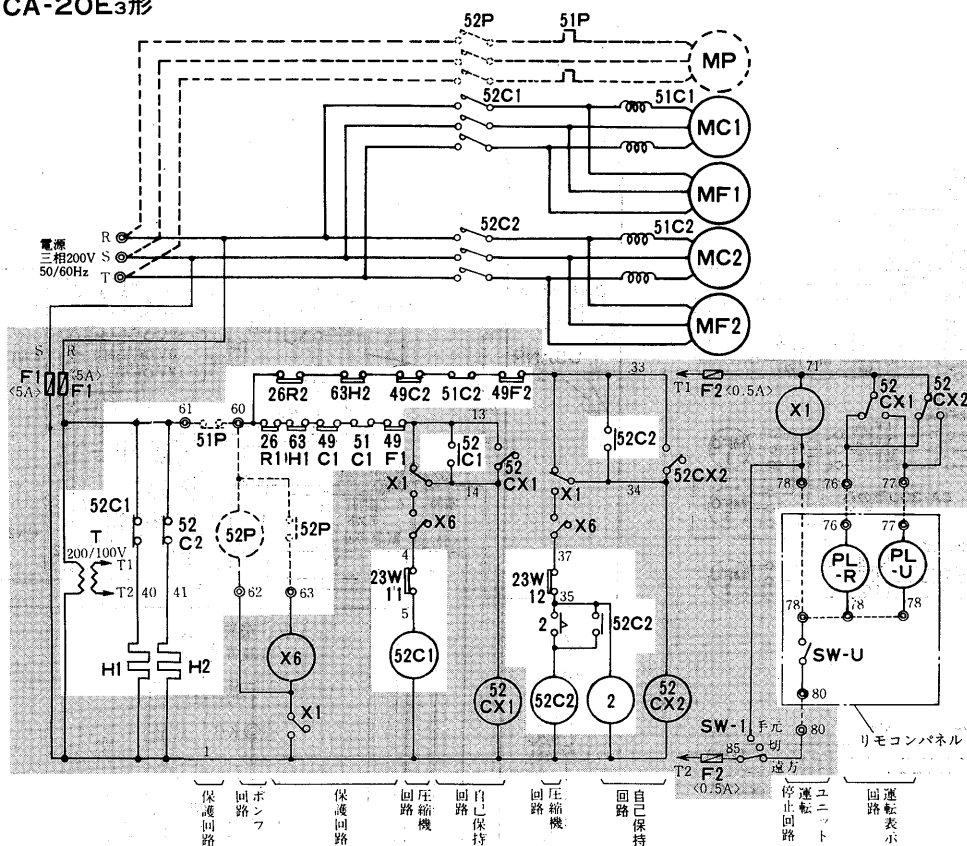 CA-20E3形
52P
51P
MP
52C1
51C1
MC1
MF1
52C2
51C2
MC2
MF2
電源
三相200V
50/60Hz
R
S
T
S
R
F1
<5A>
<5A>
F1
26R2
63H2
49C2
51C2
49F2
33
T1
F2
<0.5A>
71
52
CX1
52
CX2
X1
61
51P
60
26
R1
63
H1
49
C1
51
C1
49
F1
13
52
C1
52
CX1
52C2
52CX2
X1
14
X1
34
78
76
77
52C1
52
C2
T
200/100V
T1
T2
40
41
52P
52P
X6
4
X6
37
76
77
PL
-R
PL
-U
62
63
23W
11
5
23W
12
35
2
52C2
78
78
78
H1
H2
X6
52C1
52C2
2
SW-U
52
CX1
52
CX2
80
X1
1
SW-1
手元
切
遠方
85
80
T2
F2
<0.5A>
リモコンパネル
保護回路
ポンプ
回路
保護回路
圧縮機
回路
自己保持
回路
圧縮機
回路
自己保持
回路
ユニット
運転
停止回路
運転表示
回路